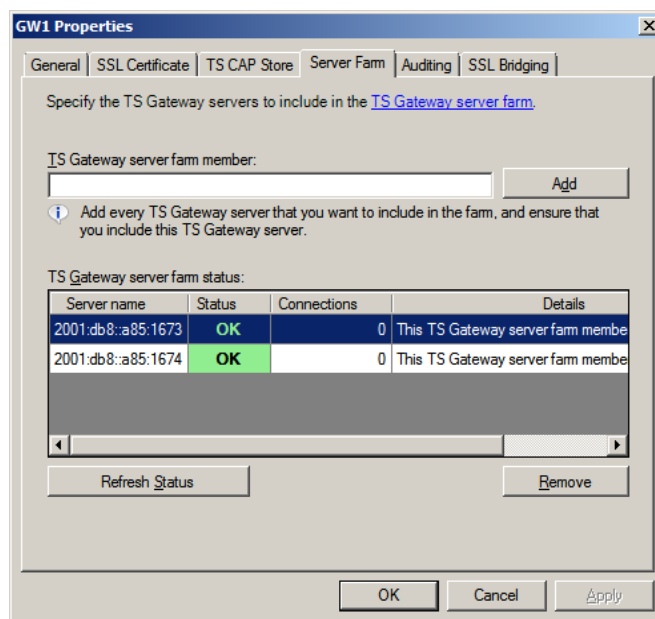 GW1 Properties
General SSL Certificate TS CAP Store Server Farm Auditing SSL Bridging
Specify the TS Gateway servers to include in the TS Gateway server farm.
TS Gateway server farm member:
Add
Add every TS Gateway server that you want to include in the farm, and ensure that
you include this TS Gateway server.
TS Gateway server farm status:
Server name Status Connections Details
2001:db8::a85:1673 OK 0 This TS Gateway server farm membe
2001:db8::a85:1674 OK 0 This TS Gateway server farm membe
Refresh Status Remove
OK Cancel Apply